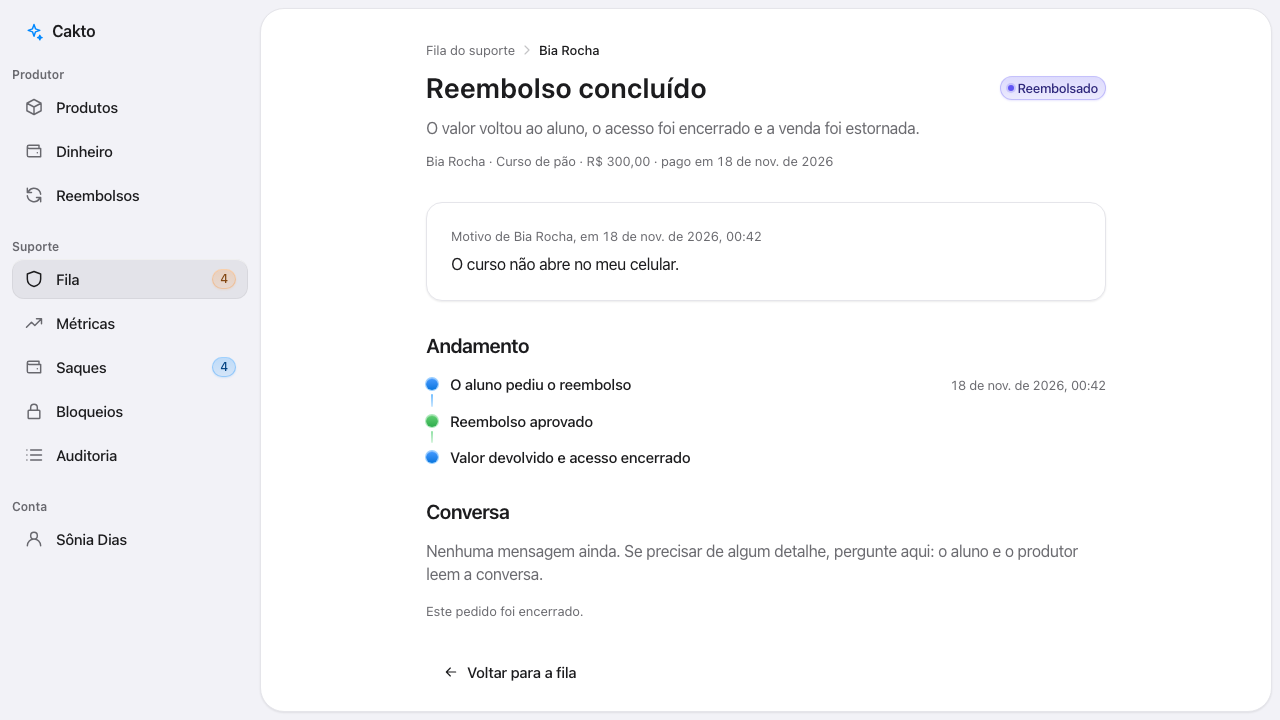 Cakto
Produtor
Produtos
Dinheiro
Reembolsos
Suporte
Fila 4
Métricas
Saques 4
Bloqueios
Auditoria
Conta
Sônia Dias
Fila do suporte Bia Rocha
Reembolso concluído
Reembolsado
O valor voltou ao aluno, o acesso foi encerrado e a venda foi estornada.
Bia Rocha · Curso de pão · R$ 300,00 · pago em 18 de nov. de 2026
Motivo de Bia Rocha, em 18 de nov. de 2026, 00:42
O curso não abre no meu celular.
Andamento
O aluno pediu o reembolso 18 de nov. de 2026, 00:42
Reembolso aprovado
Valor devolvido e acesso encerrado
Conversa
Nenhuma mensagem ainda. Se precisar de algum detalhe, pergunte aqui: o aluno e o produtor
leem a conversa.
Este pedido foi encerrado.
← Voltar para a fila